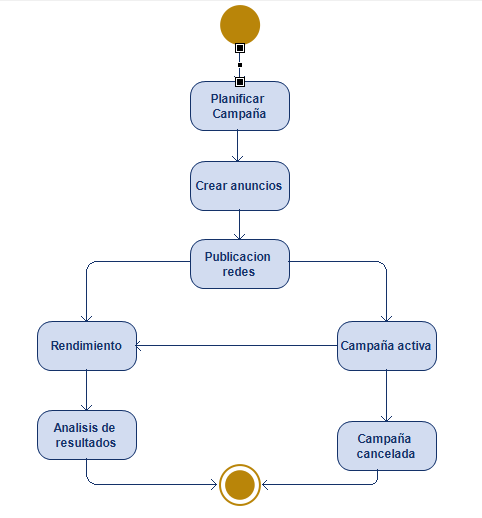 Planificar
Campaña
Crear anuncios
Publicacion
redes
Rendimiento
Campaña activa
Analisis de
resultados
Campaña
cancelada